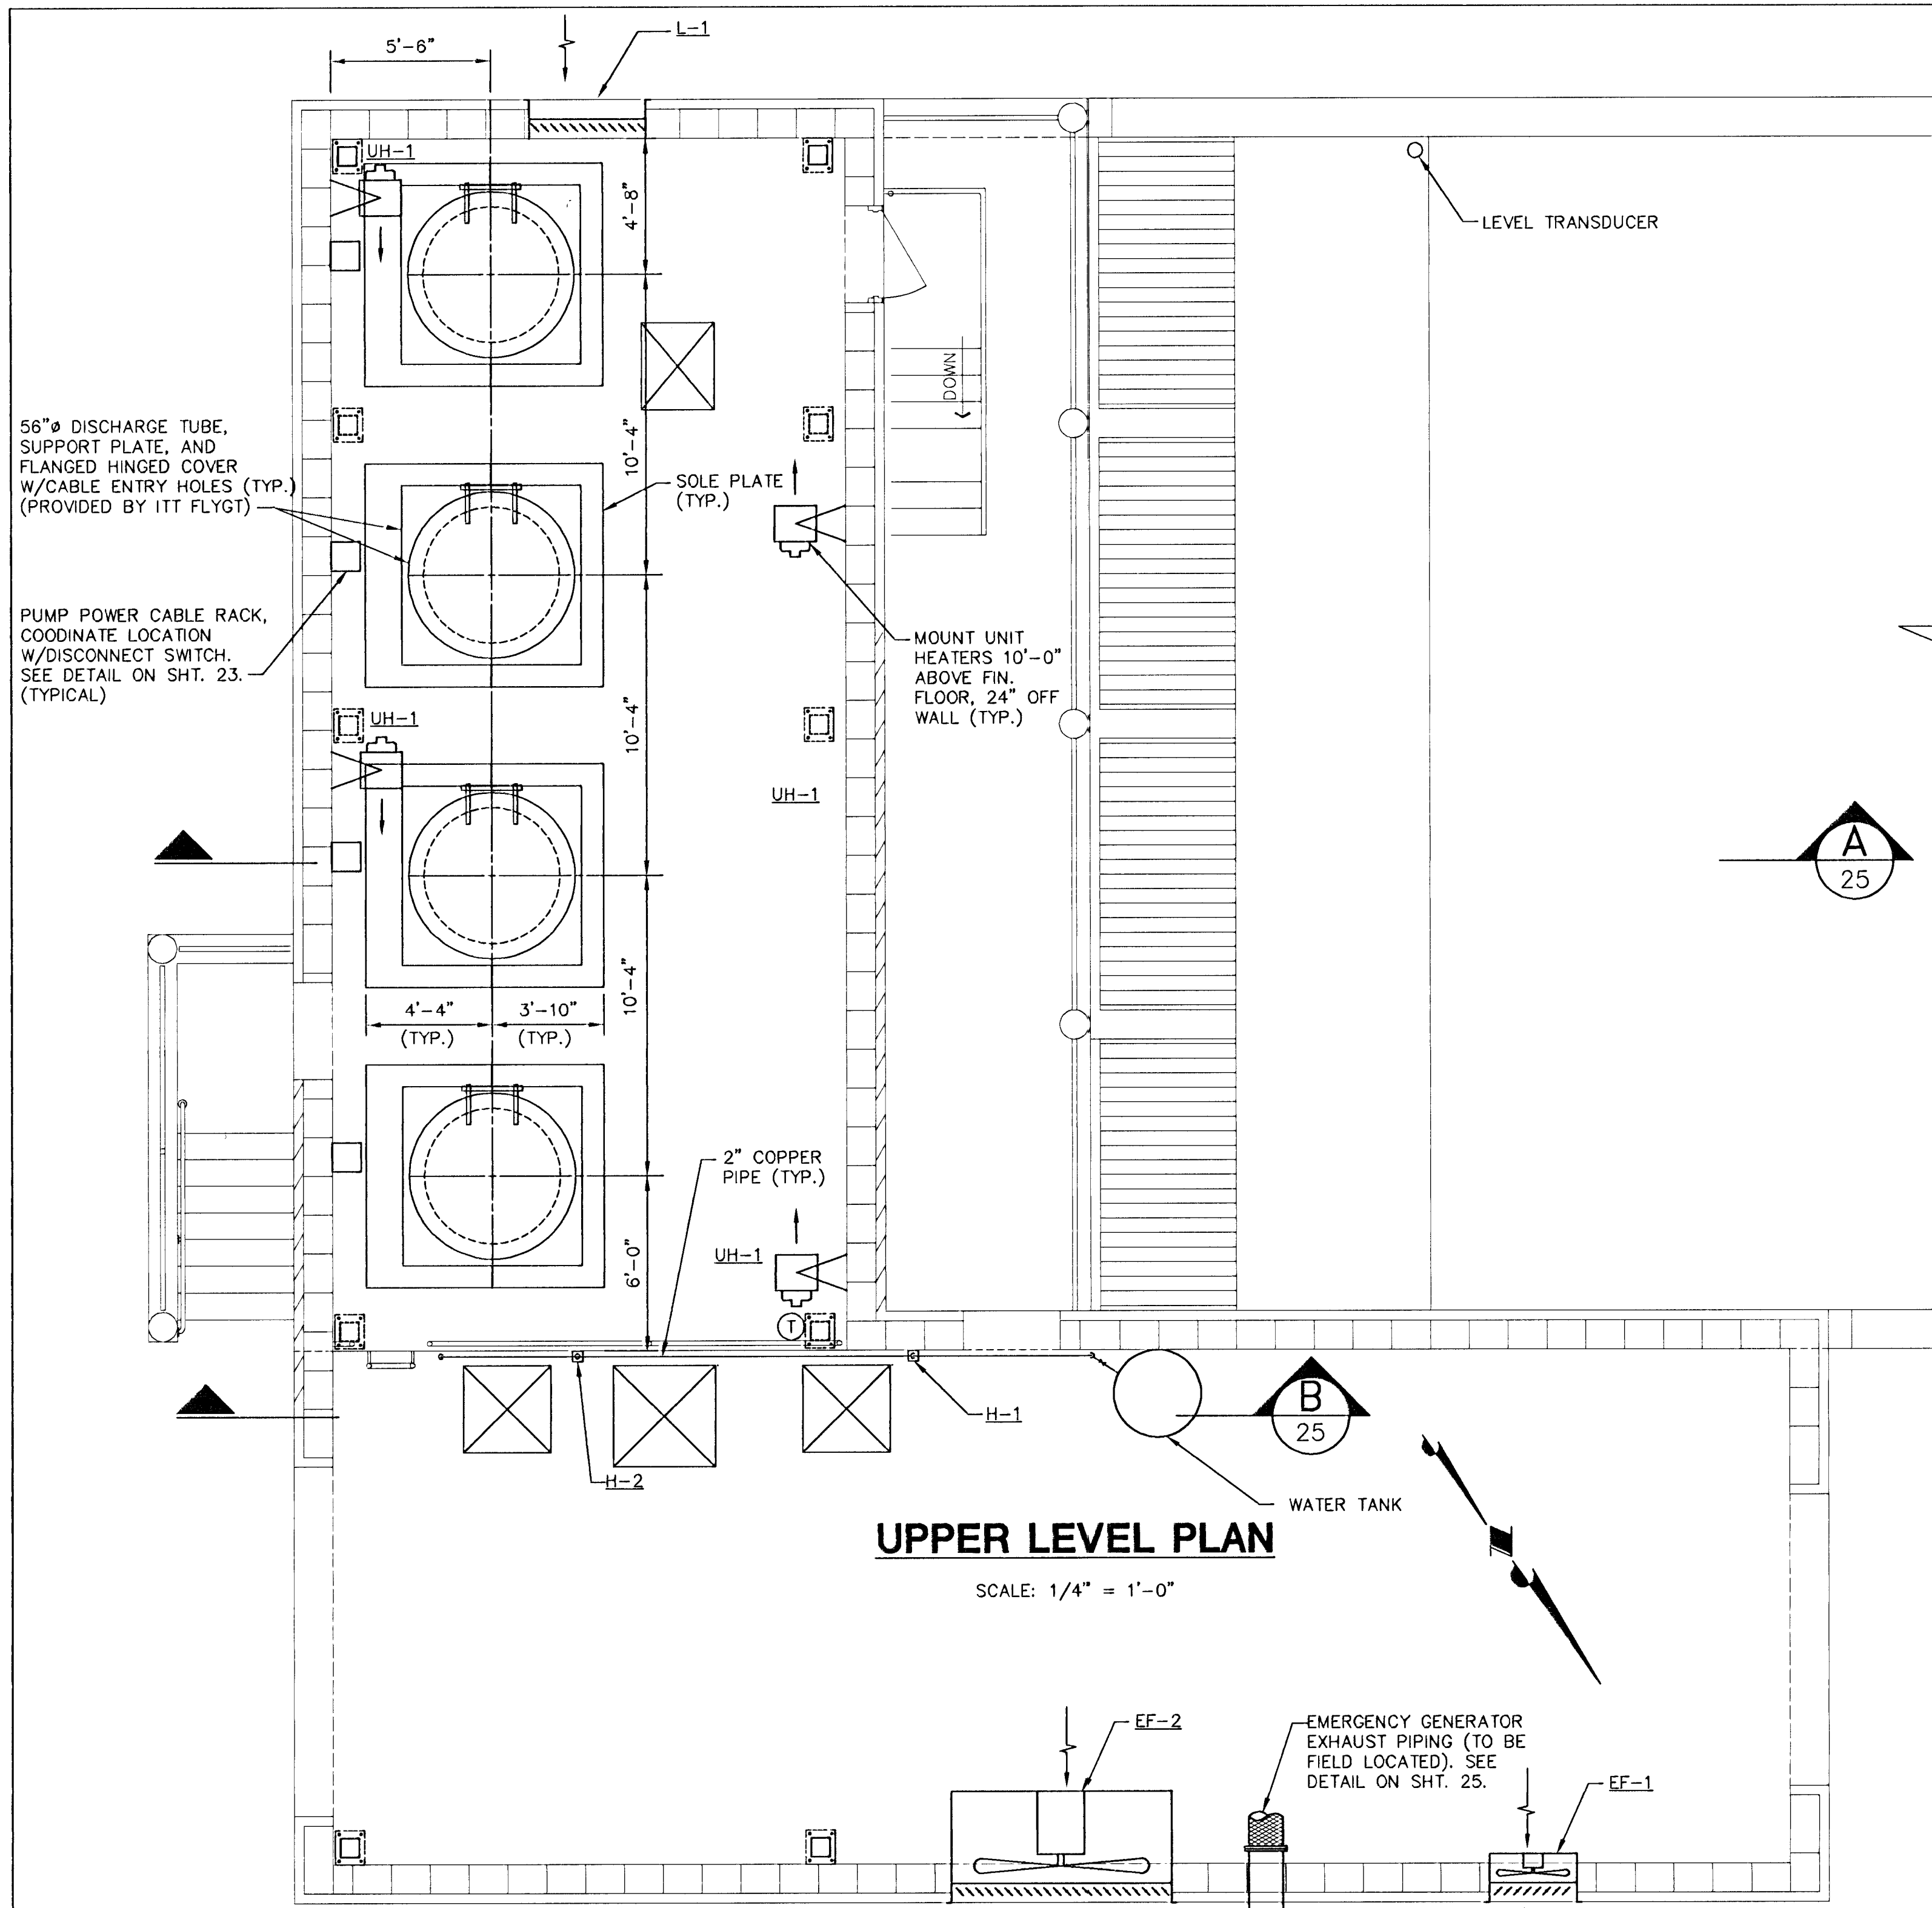 5'-6"
L-1
UH-1
4'-8"
LEVEL TRANSDUCER
DOWN
56"ø DISCHARGE TUBE,
SUPPORT PLATE, AND
FLANGED HINGED COVER
W/CABLE ENTRY HOLES (TYP.)
(PROVIDED BY ITT FLYGT)
10'-4"
SOLE PLATE
(TYP.)
PUMP POWER CABLE RACK,
COODINATE LOCATION
W/DISCONNECT SWITCH.
SEE DETAIL ON SHT. 23.
(TYPICAL)
MOUNT UNIT
HEATERS 10'-0"
ABOVE FIN.
FLOOR, 24" OFF
WALL (TYP.)
UH-1
10'-4"
UH-1
A
25
10'-4"
4'-4"
(TYP.)
3'-10"
(TYP.)
2" COPPER
PIPE (TYP.)
UH-1
6'-0"
T
H-1
B
25
H-2
WATER TANK
UPPER LEVEL PLAN
SCALE: 1/4" = 1'-0"
EF-2
EMERGENCY GENERATOR
EXHAUST PIPING (TO BE
FIELD LOCATED). SEE
DETAIL ON SHT. 25.
EF-1